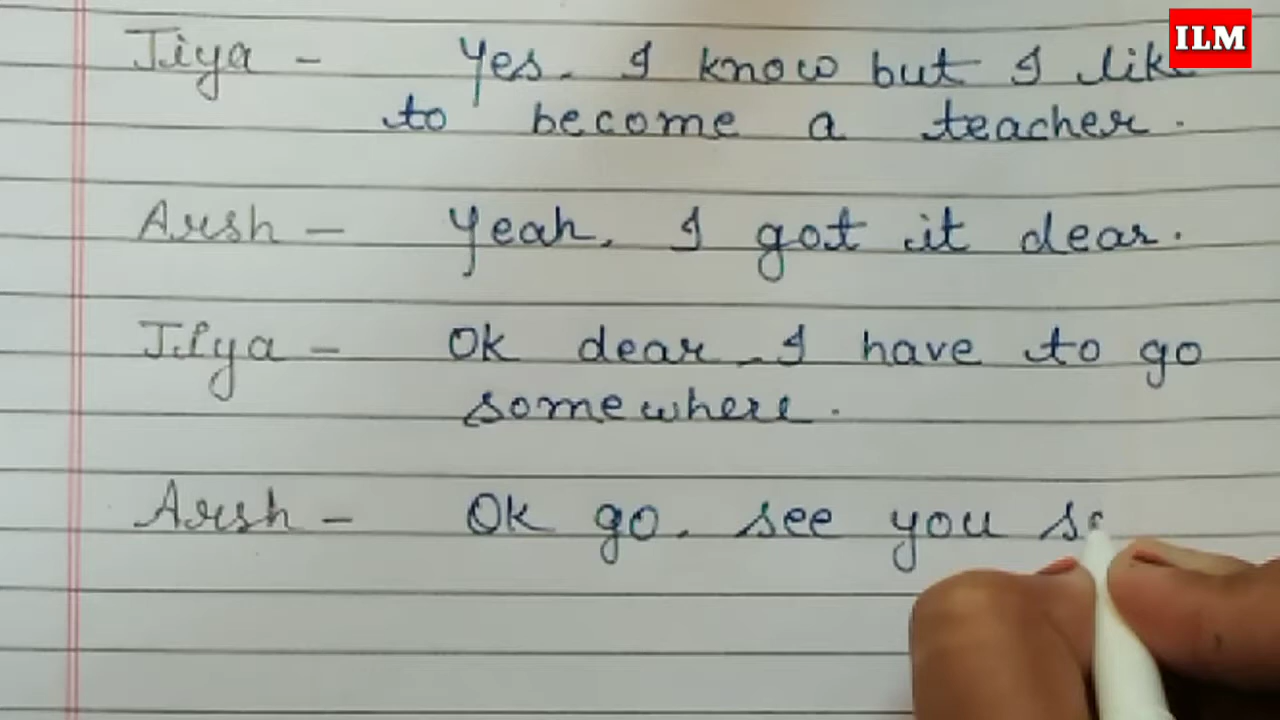 ILM
Jiya - Yes. I know but I like
to become a teacher.
Arsh - Yeah, I got it dear.
Jiya - Ok dear, I have to go
somewhere.
Arsh - Ok go, see you